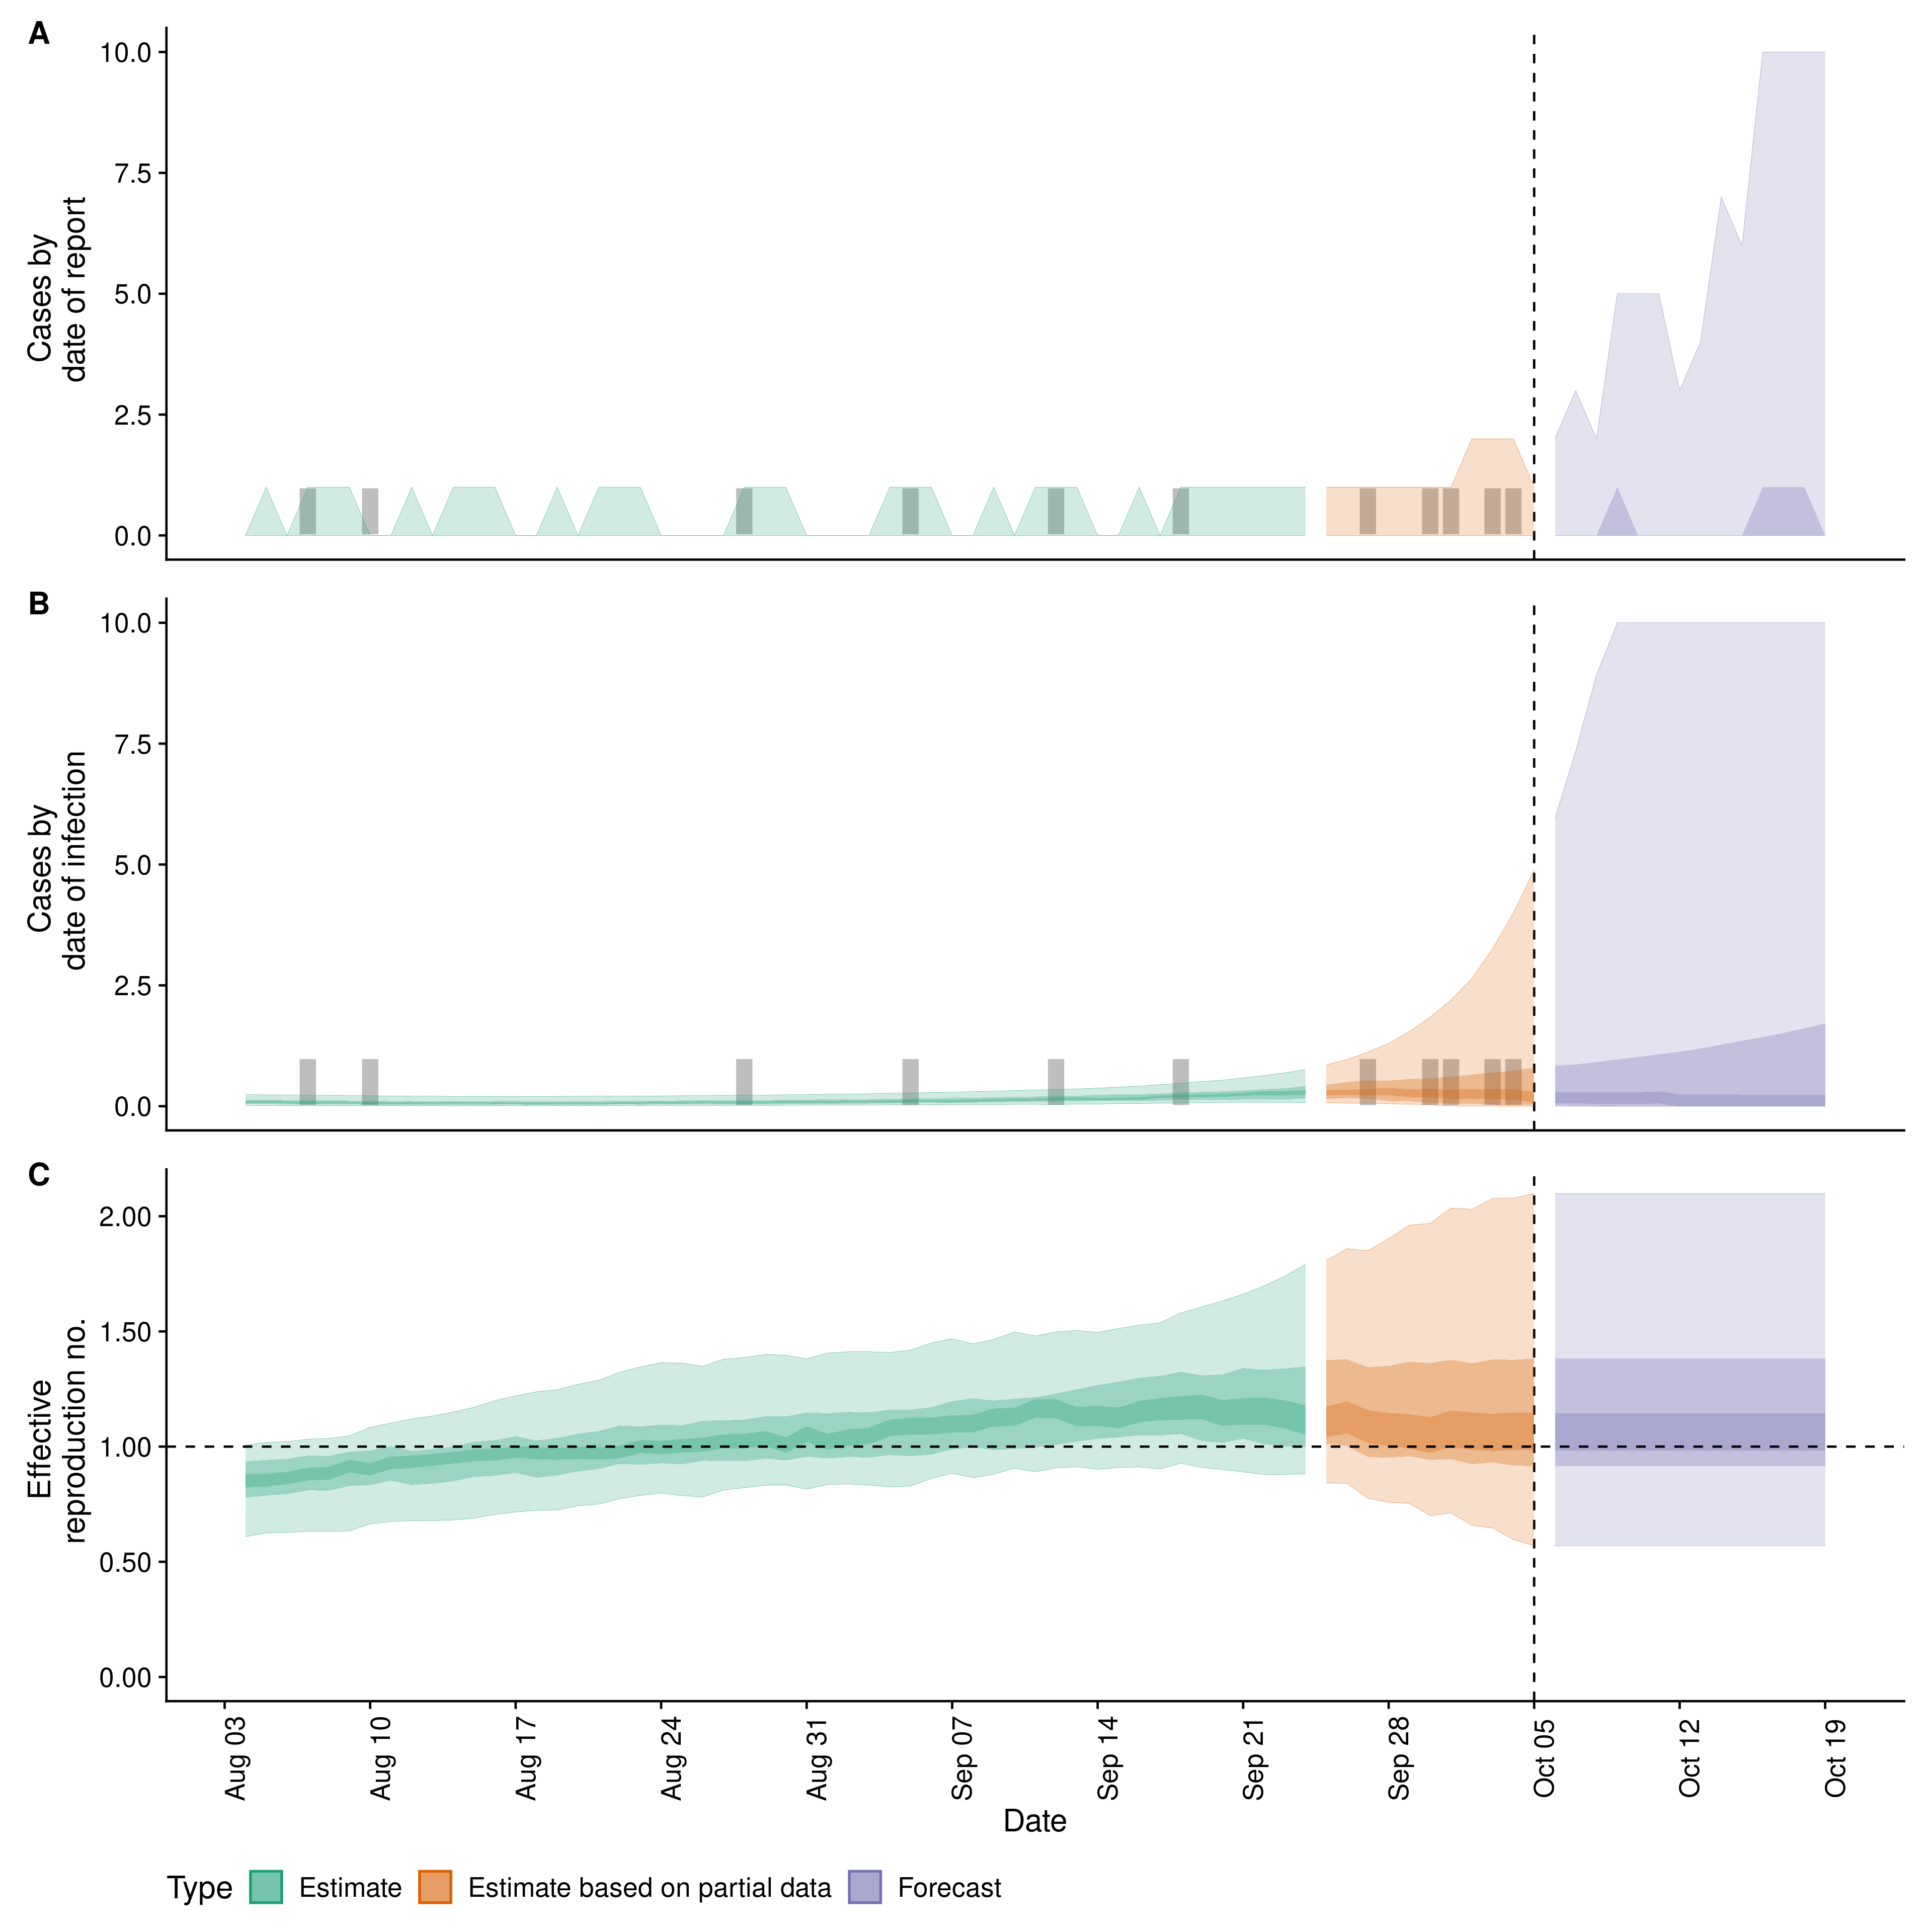 A
10.0
7.5
5.0
2.5
0.0
Cases by
date of report
B
10.0
7.5
5.0
2.5
0.0
Cases by
date of infection
C
2.00
1.50
1.00
0.50
0.00
Effective
reproduction no.
Aug 03
Aug 10
Aug 17
Aug 24
Aug 31
Sep 07
Sep 14
Sep 21
Sep 28
Oct 05
Oct 12
Oct 19
Date
Type Estimate Estimate based on partial data Forecast